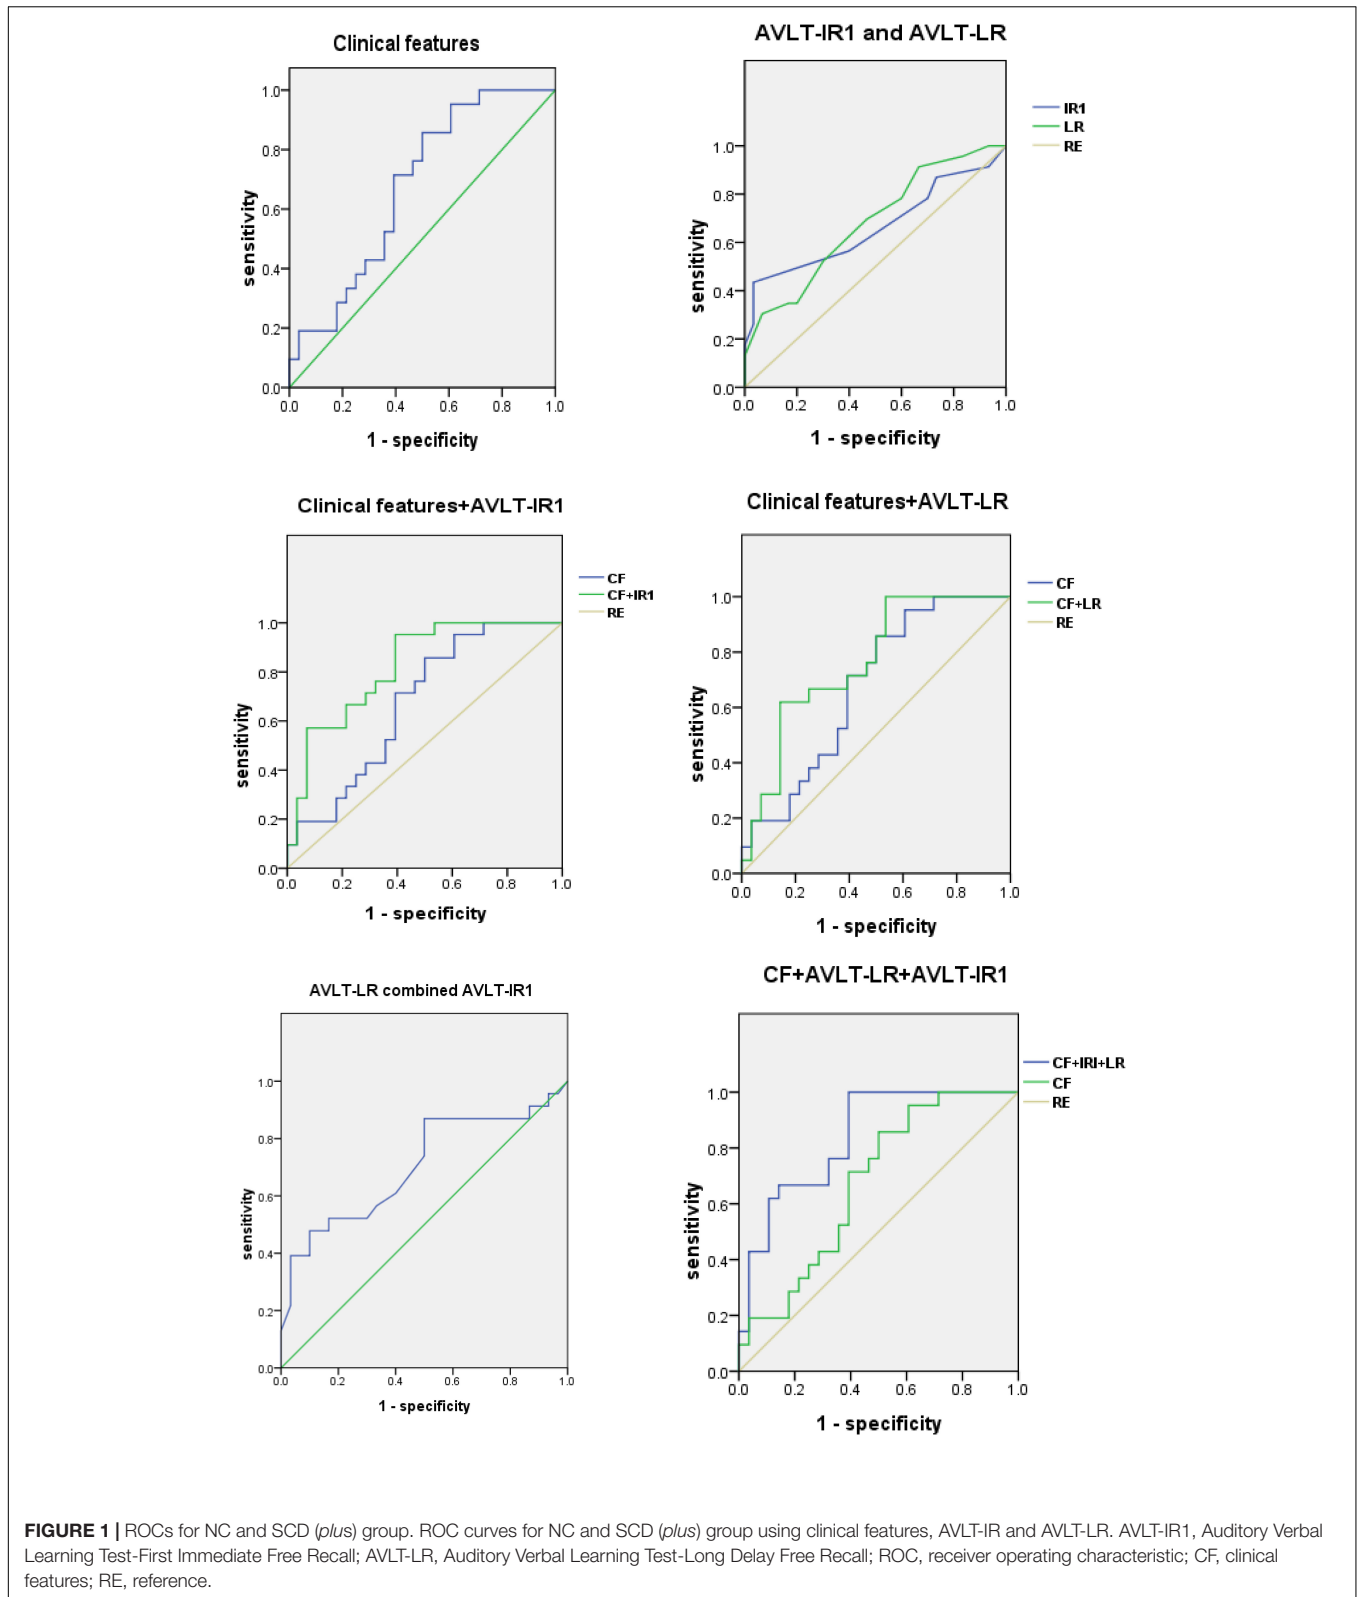 Clinical features
1.0
0.8
0.6
0.4
0.2
0.0
sensitivity
0.0 0.2 0.4 0.6 0.8 1.0
1 - specificity
AVLT-IR1 and AVLT-LR
IR1
LR
RE
1.0
0.8
0.6
0.4
0.2
0.0
sensitivity
0.0 0.2 0.4 0.6 0.8 1.0
1 - specificity
Clinical features+AVLT-IR1
CF
CF+IR1
RE
1.0
0.8
0.6
0.4
0.2
0.0
sensitivity
0.0 0.2 0.4 0.6 0.8 1.0
1 - specificity
Clinical features+AVLT-LR
CF
CF+LR
RE
1.0
0.8
0.6
0.4
0.2
0.0
sensitivity
0.0 0.2 0.4 0.6 0.8 1.0
1 - specificity
AVLT-LR combined AVLT-IR1
1.0
0.8
0.6
0.4
0.2
0.0
sensitivity
0.0 0.2 0.4 0.6 0.8 1.0
1 - specificity
CF+AVLT-LR+AVLT-IR1
CF+IRI+LR
CF
RE
1.0
0.8
0.6
0.4
0.2
0.0
sensitivity
0.0 0.2 0.4 0.6 0.8 1.0
1 - specificity
FIGURE 1 | ROCs for NC and SCD (plus) group. ROC curves for NC and SCD (plus) group using clinical features, AVLT-IR and AVLT-LR. AVLT-IR1, Auditory Verbal
Learning Test-First Immediate Free Recall; AVLT-LR, Auditory Verbal Learning Test-Long Delay Free Recall; ROC, receiver operating characteristic; CF, clinical
features; RE, reference.